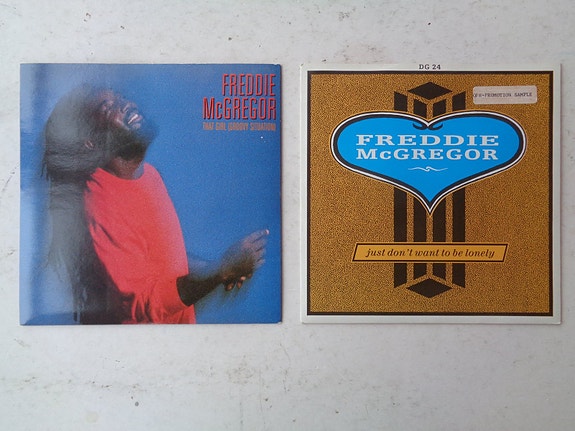 FREDDIE
McGREGOR
THAT GIRL (GROOVY SITUATION)
DG 24
PROMOTION SAMPLE
FREDDIE
McGREGOR
just don't want to be lonely